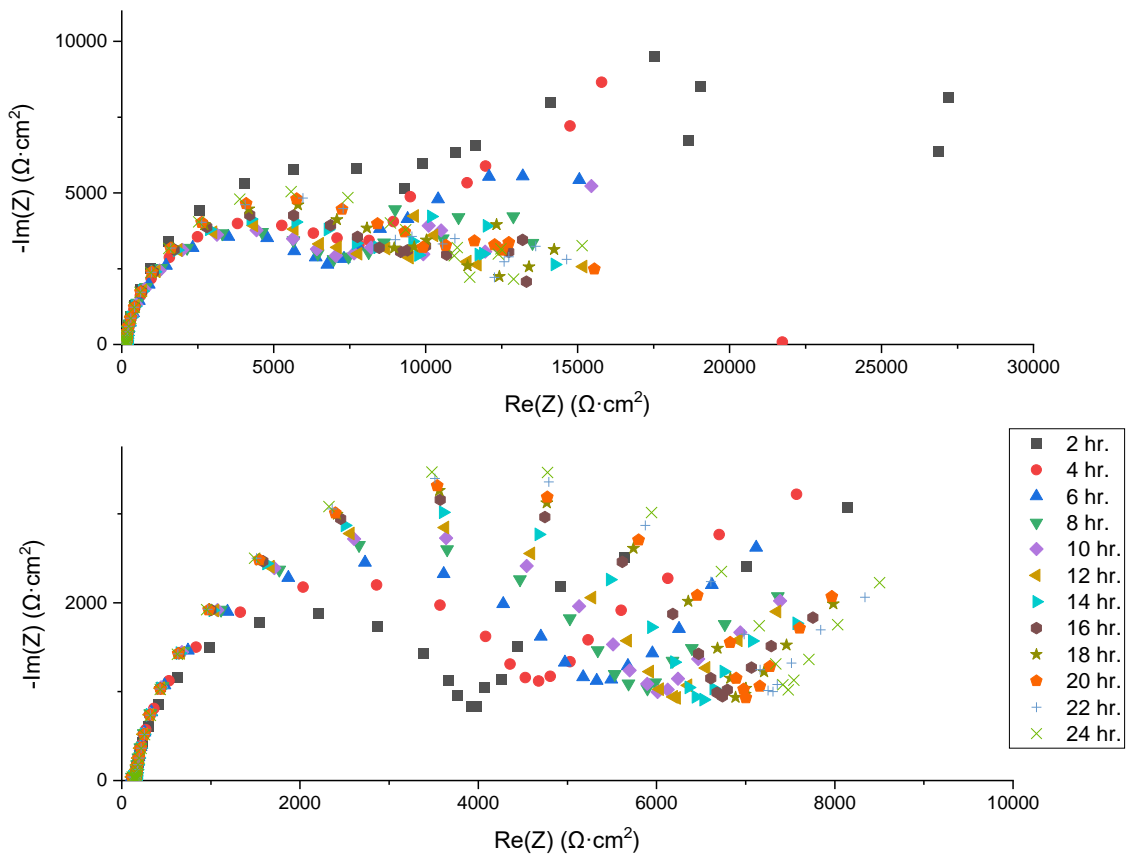 10000
5000
0
-Im(Z) (Ω·cm²)
0 5000 10000 15000 20000 25000 30000
Re(Z) (Ω·cm²)
2000
0
-Im(Z) (Ω·cm²)
0 2000 4000 6000 8000 10000
Re(Z) (Ω·cm²)
2 hr.
4 hr.
6 hr.
8 hr.
10 hr.
12 hr.
14 hr.
16 hr.
18 hr.
20 hr.
22 hr.
24 hr.